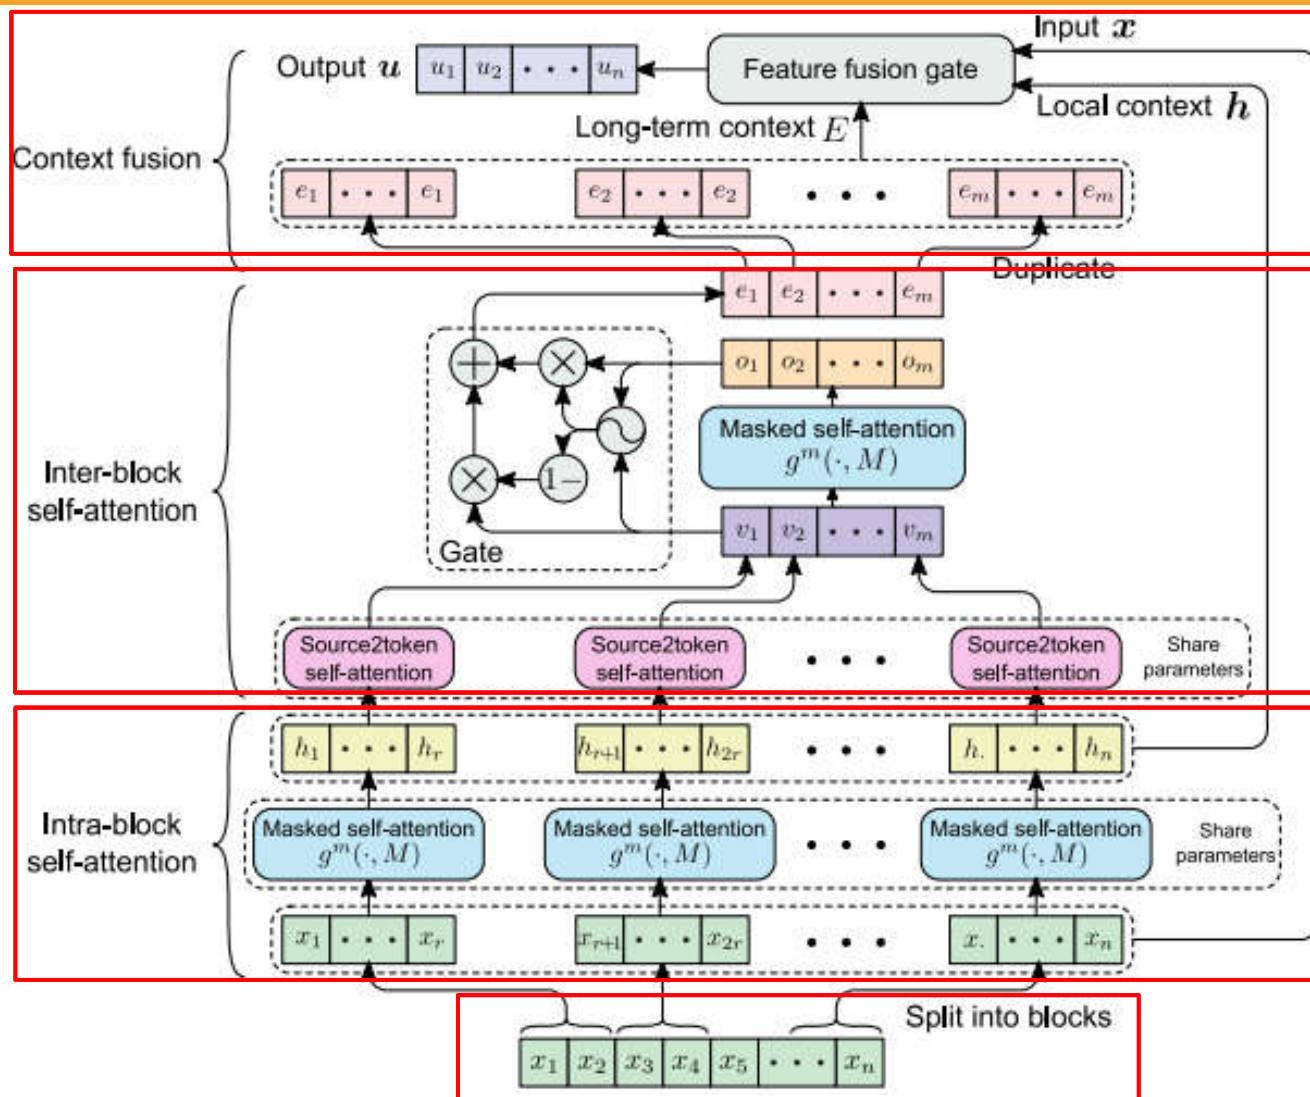 Input x
Output u
u₁ u₂ • • • uₙ
Feature fusion gate
Local context h
Long-term context E
Context fusion
e₁ • • • e₁
e₂ • • • e₂
• • •
eₘ • • • eₘ
Duplicate
e₁ e₂ • • • eₘ
+
×
o₁ o₂ • • • oₘ
Masked self-attention
gᵐ(·, M)
Inter-block
self-attention
×
1−
v₁ v₂ • • • vₘ
Gate
Source2token
self-attention
Source2token
self-attention
• • •
Source2token
self-attention
Share
parameters
h₁ • • • hᵣ
hᵣ₊₁ • • • h₂ᵣ
• • •
h. • • • hₙ
Intra-block
self-attention
Masked self-attention
gᵐ(·, M)
Masked self-attention
gᵐ(·, M)
• • •
Masked self-attention
gᵐ(·, M)
Share
parameters
x₁ • • • xᵣ
xᵣ₊₁ • • • x₂ᵣ
• • •
x. • • • xₙ
Split into blocks
x₁ x₂ x₃ x₄ x₅ • • • xₙ